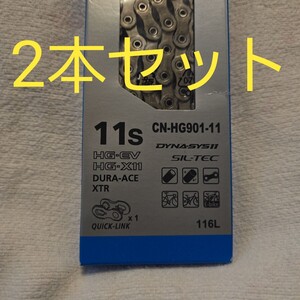 2本セット
11s
CN-HG901-11
HG-EV
HG-X11
DYNA-SYS11
SIL-TEC
DURA-ACE
XTR
x1
QUICK-LINK
116L